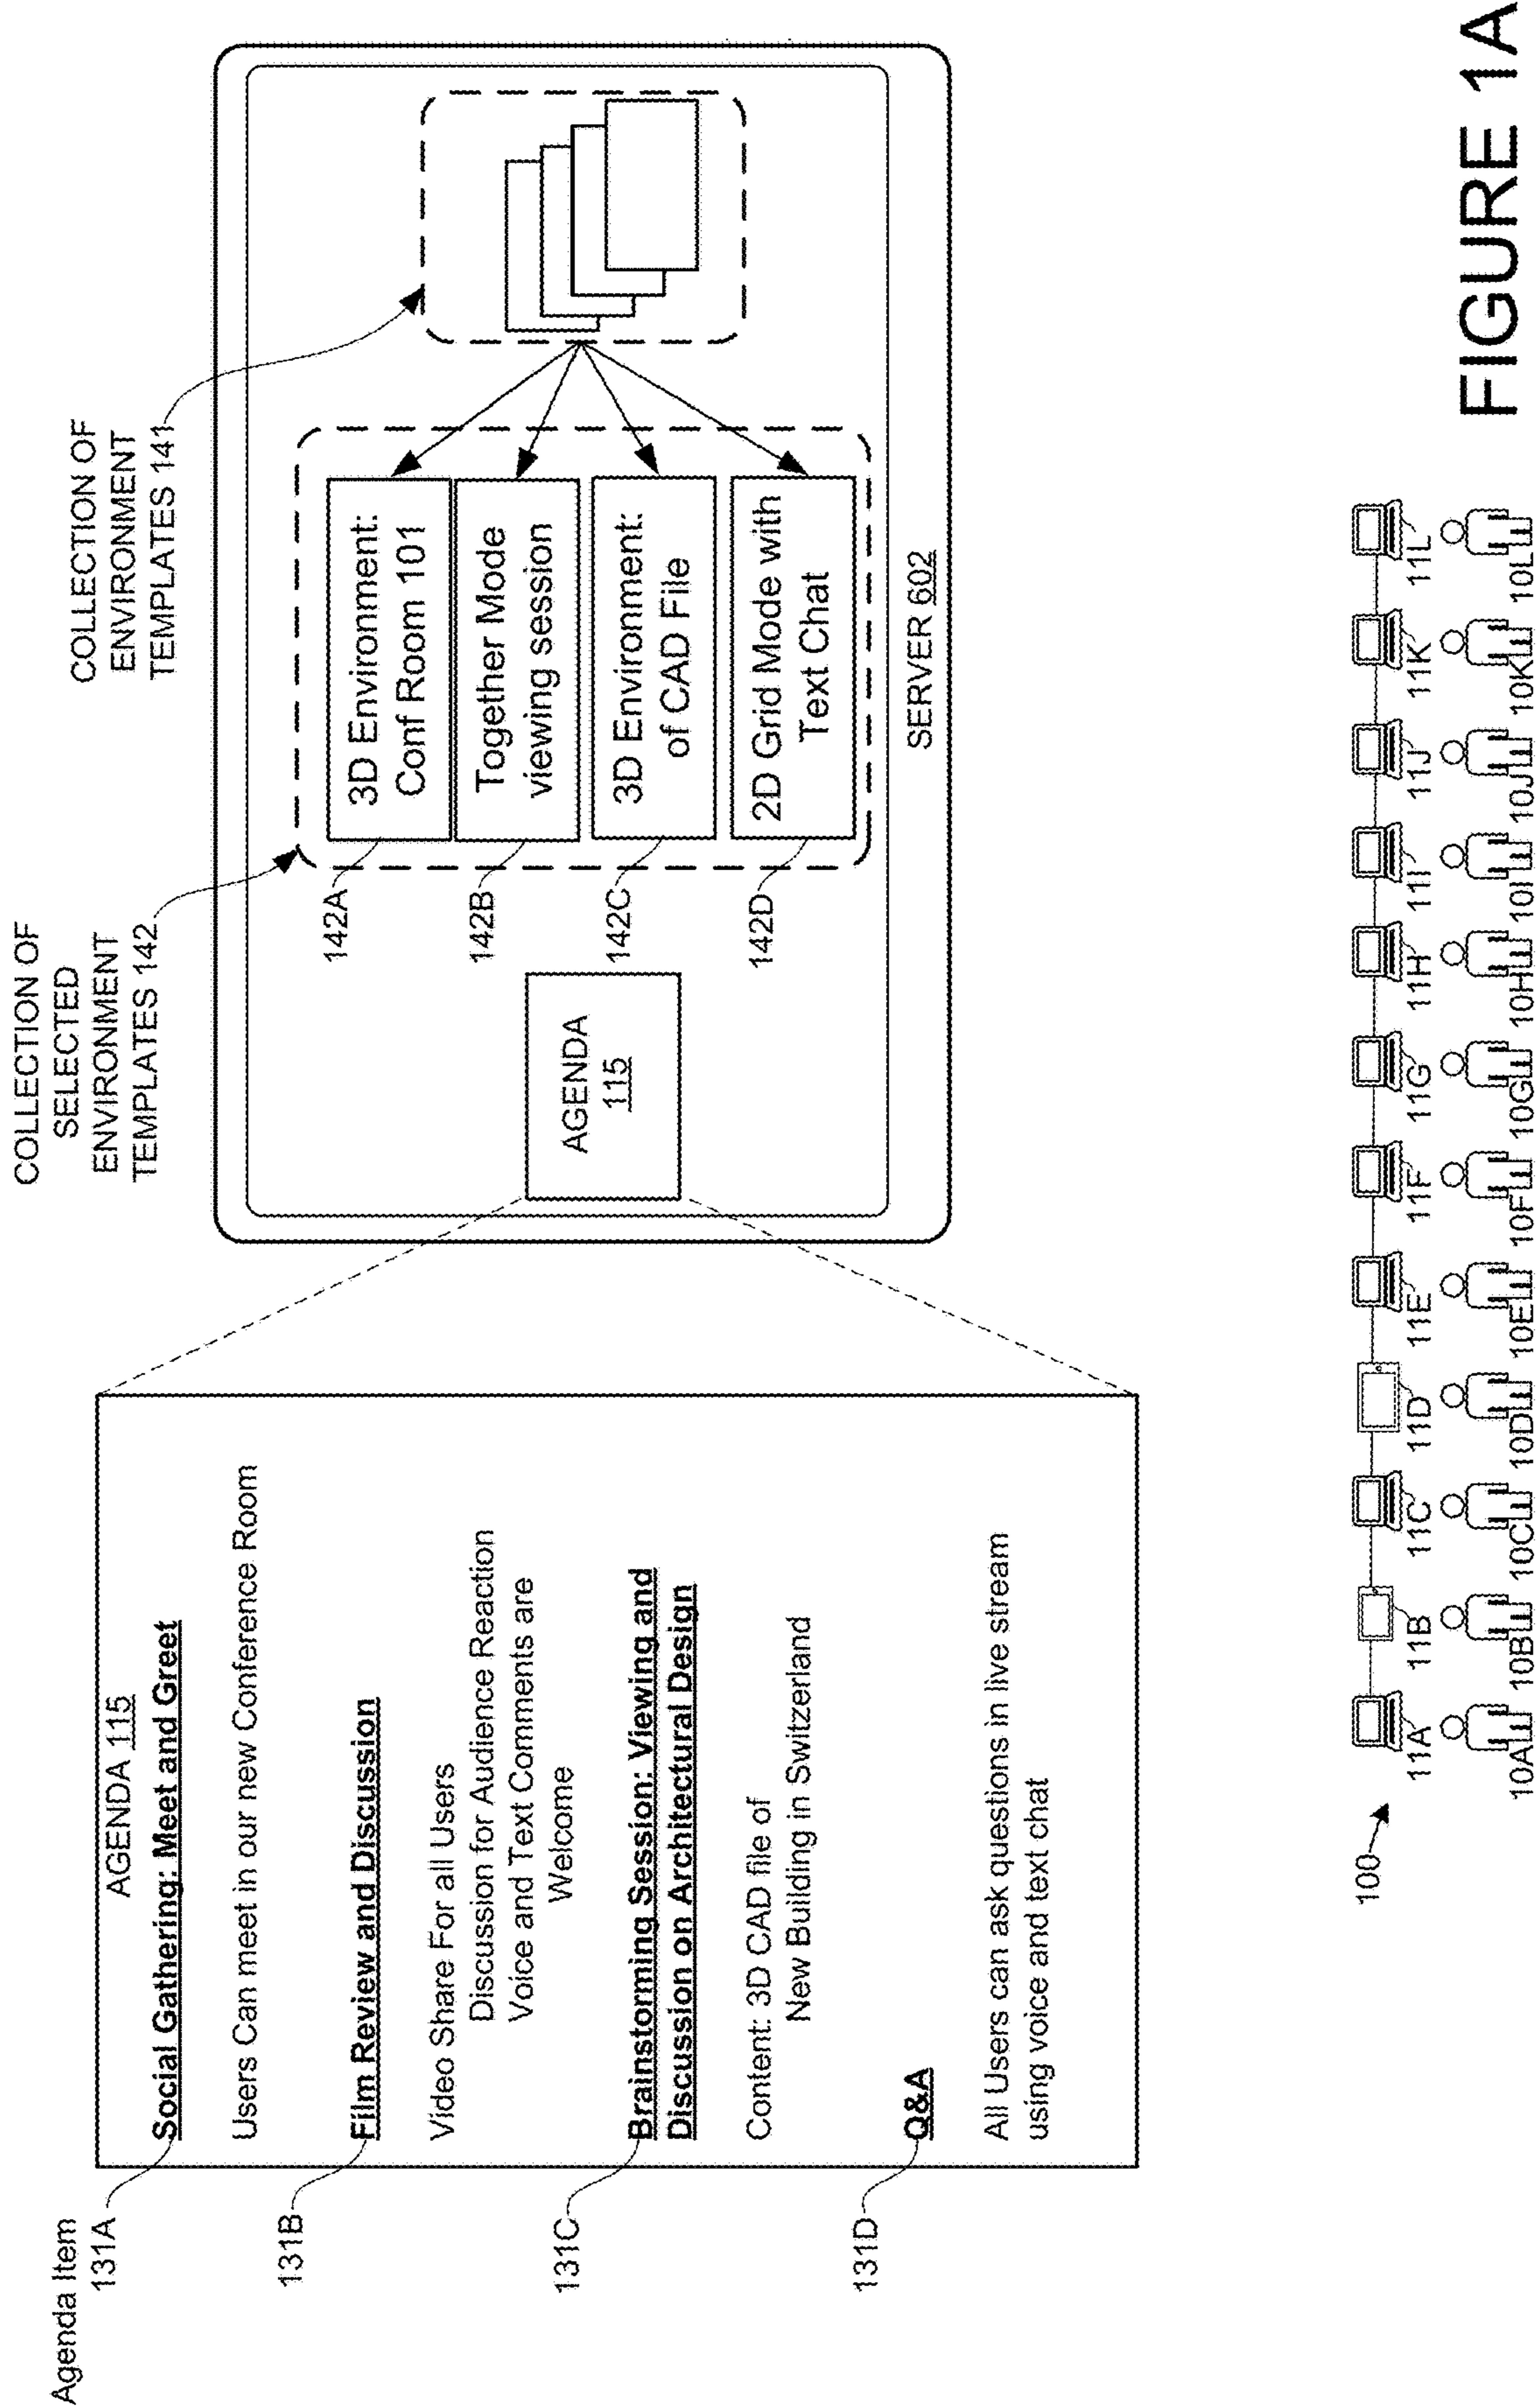 Agenda Item
131A
131B
131C
131D
AGENDA 115
Social Gathering: Meet and Greet
Users Can meet in our new Conference Room
Film Review and Discussion
Video Share For all Users
Discussion for Audience Reaction
Voice and Text Comments are
Welcome
Brainstorming Session: Viewing and
Discussion on Architectural Design
Content: 3D CAD file of
New Building in Switzerland
Q&A
All Users can ask questions in live stream
using voice and text chat
COLLECTION OF
SELECTED
ENVIRONMENT
TEMPLATES 142
COLLECTION OF
ENVIRONMENT
TEMPLATES 141
AGENDA
115
142A
142B
142C
142D
3D Environment:
Conf Room 101
Together Mode
viewing session
3D Environment:
of CAD File
2D Grid Mode with
Text Chat
SERVER 602
100
11A
11B
11C
11D
11E
11F
11G
11H
11I
11J
11K
11L
10A
10B
10C
10D
10E
10F
10G
10H
10I
10J
10K
10L
FIGURE 1A